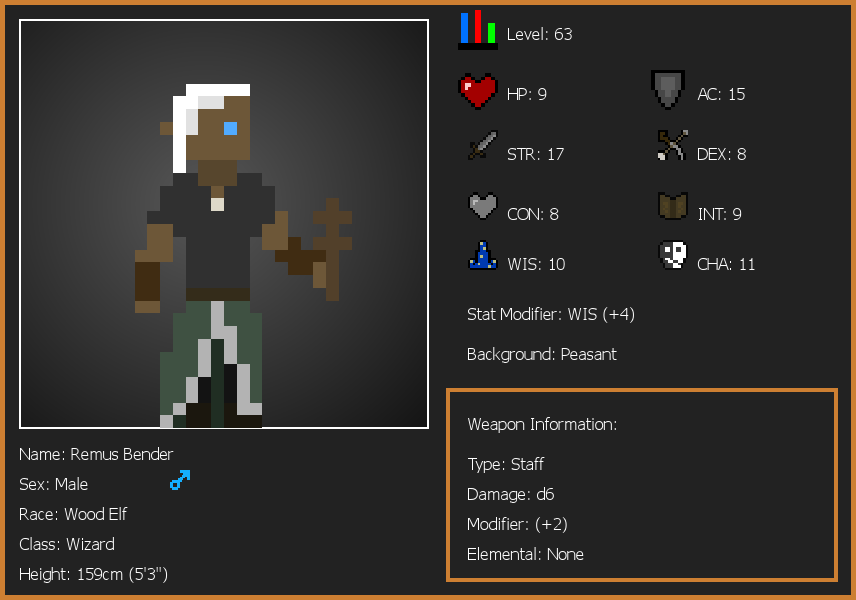 Level: 63
HP: 9
AC: 15
STR: 17
DEX: 8
CON: 8
INT: 9
WIS: 10
CHA: 11
Stat Modifier: WIS (+4)
Background: Peasant
Weapon Information:
Type: Staff
Damage: d6
Modifier: (+2)
Elemental: None
Name: Remus Bender
Sex: Male
Race: Wood Elf
Class: Wizard
Height: 159cm (5'3")